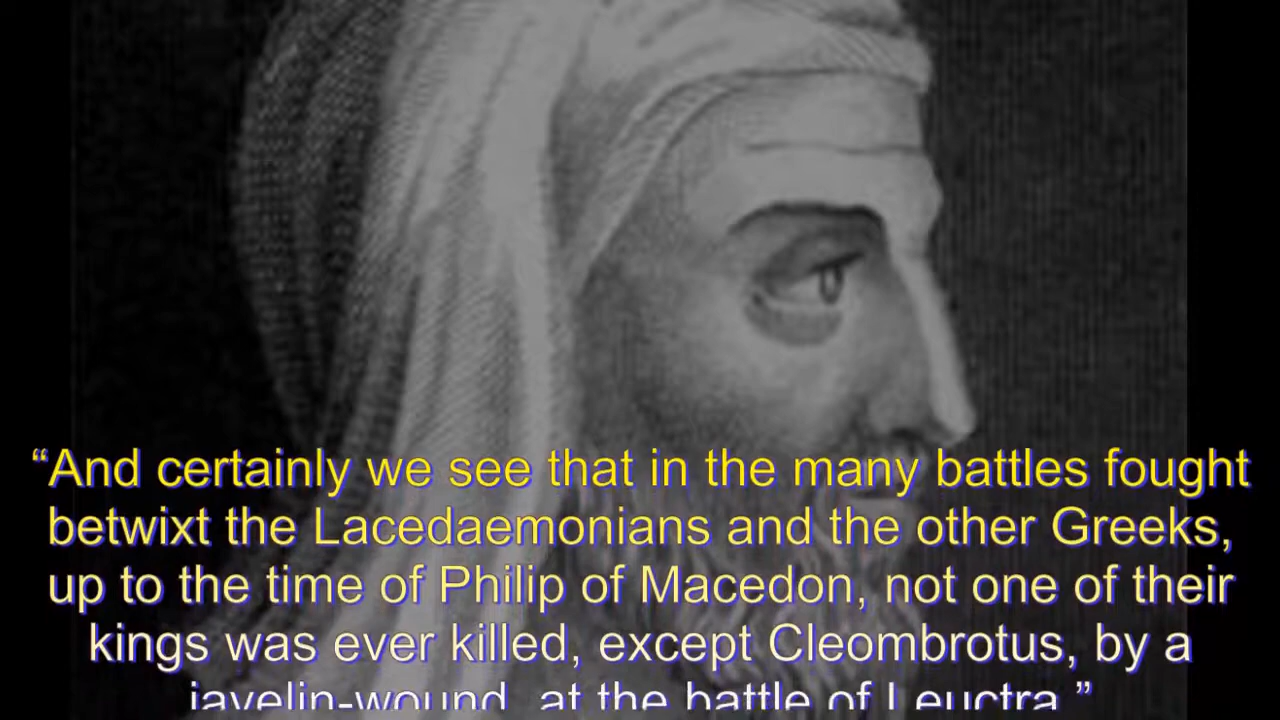 “And certainly we see that in the many battles fought
betwixt the Lacedaemonians and the other Greeks,
up to the time of Philip of Macedon, not one of their
kings was ever killed, except Cleombrotus, by a
javelin-wound, at the battle of Leuctra.”